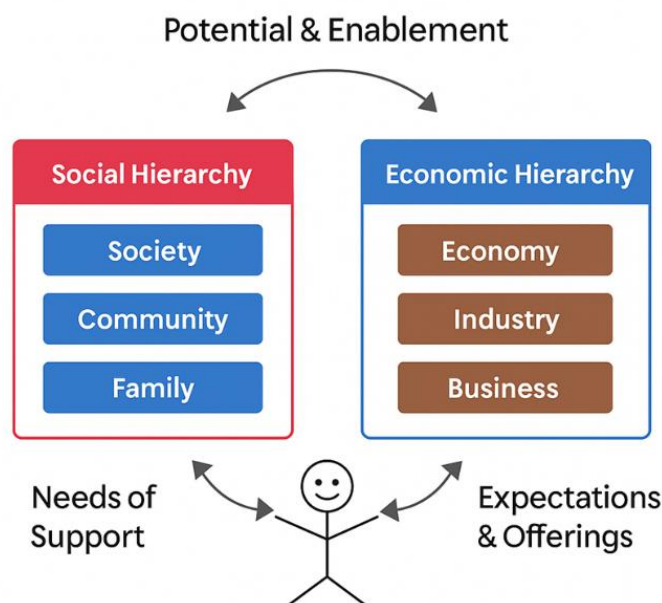 Potential & Enablement
Social Hierarchy
Society
Community
Family
Economic Hierarchy
Economy
Industry
Business
Needs of
Support
Expectations
& Offerings